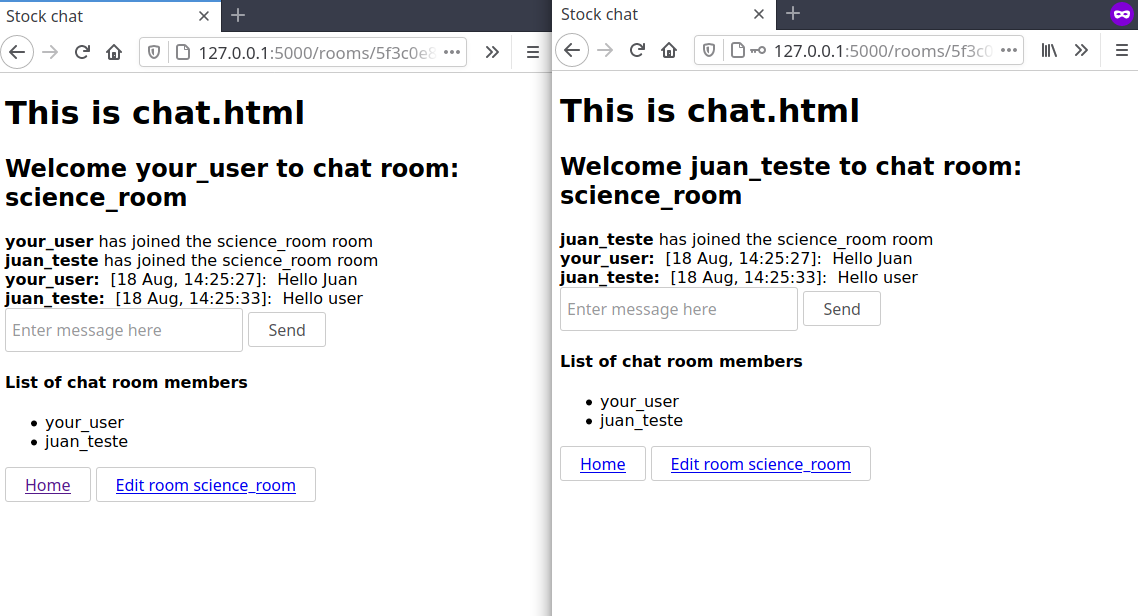 Stock chat
127.0.0.1:5000/rooms/5f3c0e8
This is chat.html
Welcome your_user to chat room:
science_room
your_user has joined the science_room room
juan_teste has joined the science_room room
your_user: [18 Aug, 14:25:27]: Hello Juan
juan_teste: [18 Aug, 14:25:33]: Hello user
Enter message here
Send
List of chat room members
• your_user
• juan_teste
Home
Edit room science_room
Stock chat
127.0.0.1:5000/rooms/5f3c0
This is chat.html
Welcome juan_teste to chat room:
science_room
juan_teste has joined the science_room room
your_user: [18 Aug, 14:25:27]: Hello Juan
juan_teste: [18 Aug, 14:25:33]: Hello user
Enter message here
Send
List of chat room members
• your_user
• juan_teste
Home
Edit room science_room